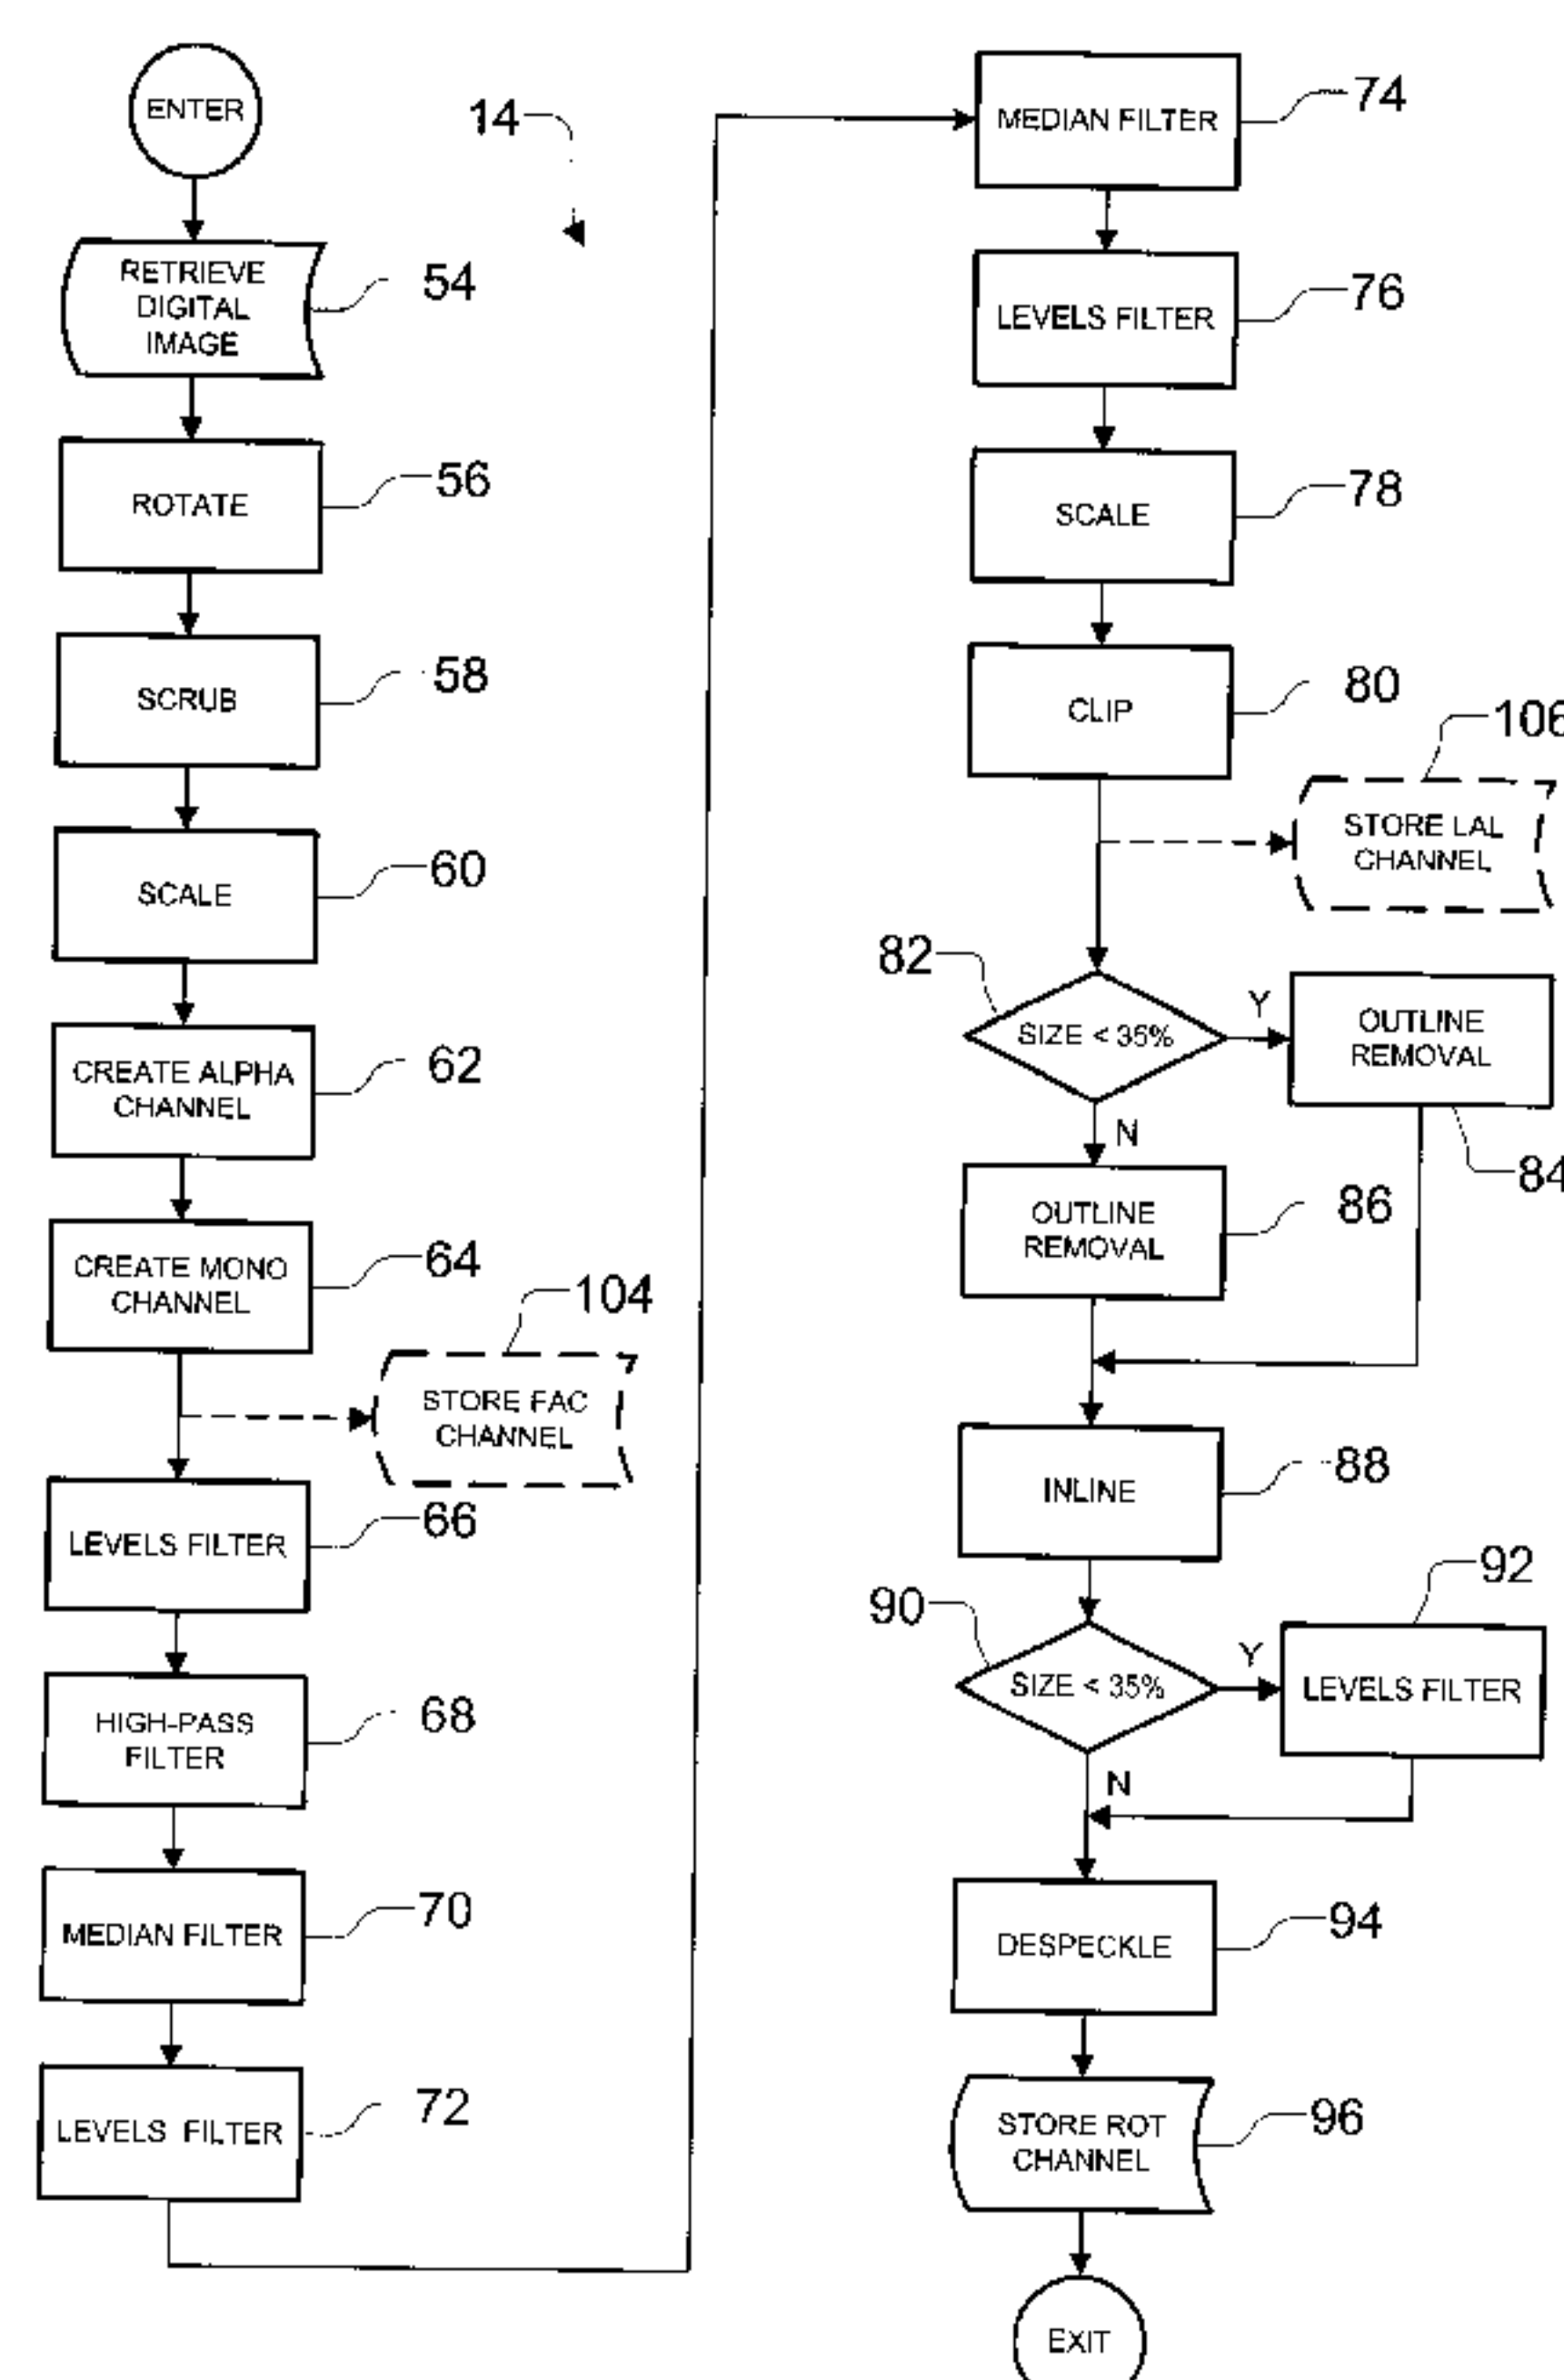 ENTER
14
RETRIEVE
DIGITAL
IMAGE
54
ROTATE
56
SCRUB
58
SCALE
60
CREATE ALPHA
CHANNEL
62
CREATE MONO
CHANNEL
64
104
STORE FAC
CHANNEL
LEVELS FILTER
66
HIGH-PASS
FILTER
68
MEDIAN FILTER
70
LEVELS FILTER
72
MEDIAN FILTER
74
LEVELS FILTER
76
SCALE
78
CLIP
80
106
STORE LAL
CHANNEL
82
SIZE < 35%
Y
OUTLINE
REMOVAL
84
N
OUTLINE
REMOVAL
86
INLINE
88
90
SIZE < 35%
Y
92
LEVELS FILTER
N
DESPECKLE
94
STORE ROT
CHANNEL
96
EXIT